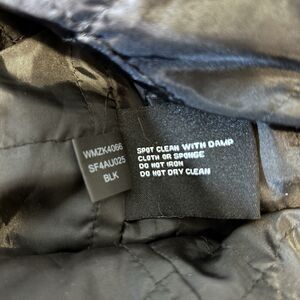 WMZK4066
SF4AU025
BLK
SPOT CLEAN WITH DAMP
CLOTH OR SPONGE
DO NOT IRON
DO NOT DRY CLEAN